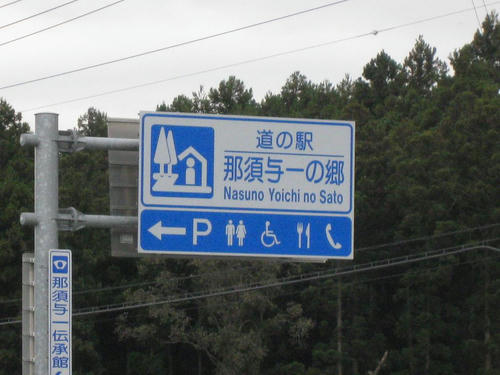 道の駅
那須与一の郷
Nasuno Yoichi no Sato
P
那須与一伝承館